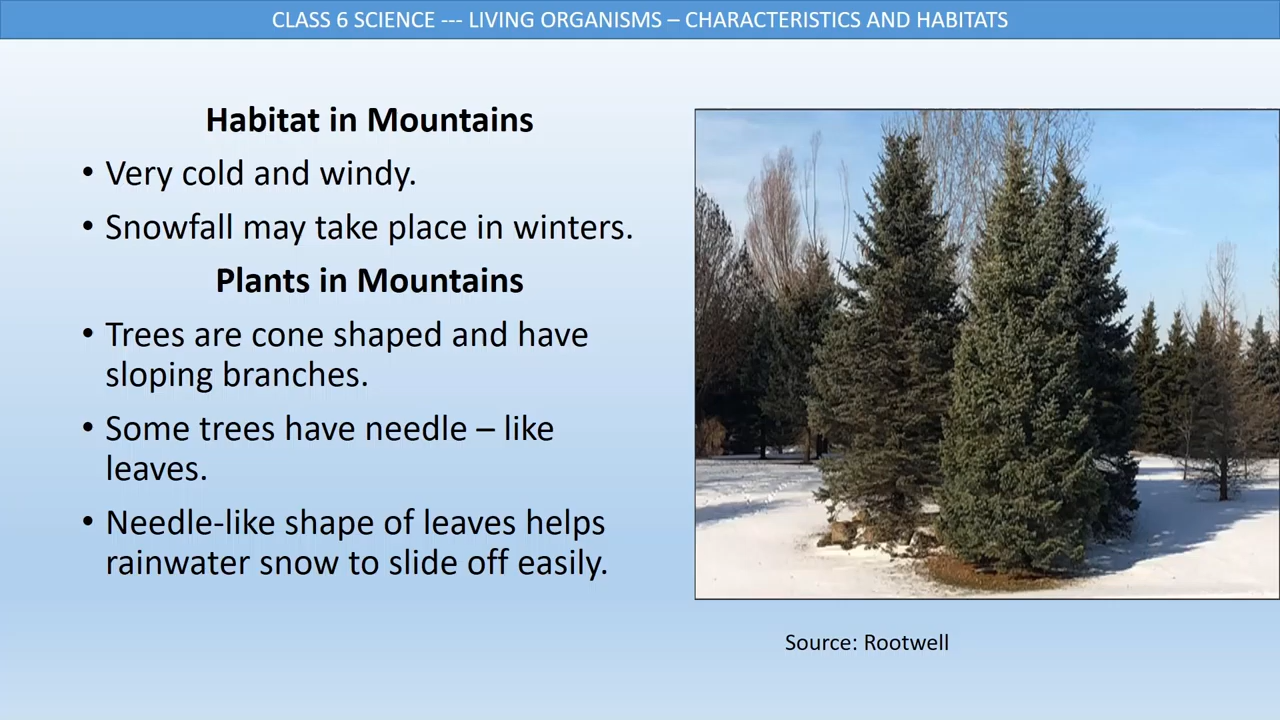 CLASS 6 SCIENCE --- LIVING ORGANISMS – CHARACTERISTICS AND HABITATS
Habitat in Mountains
• Very cold and windy.
• Snowfall may take place in winters.
Plants in Mountains
• Trees are cone shaped and have
sloping branches.
• Some trees have needle – like
leaves.
• Needle-like shape of leaves helps
rainwater snow to slide off easily.
Source: Rootwell